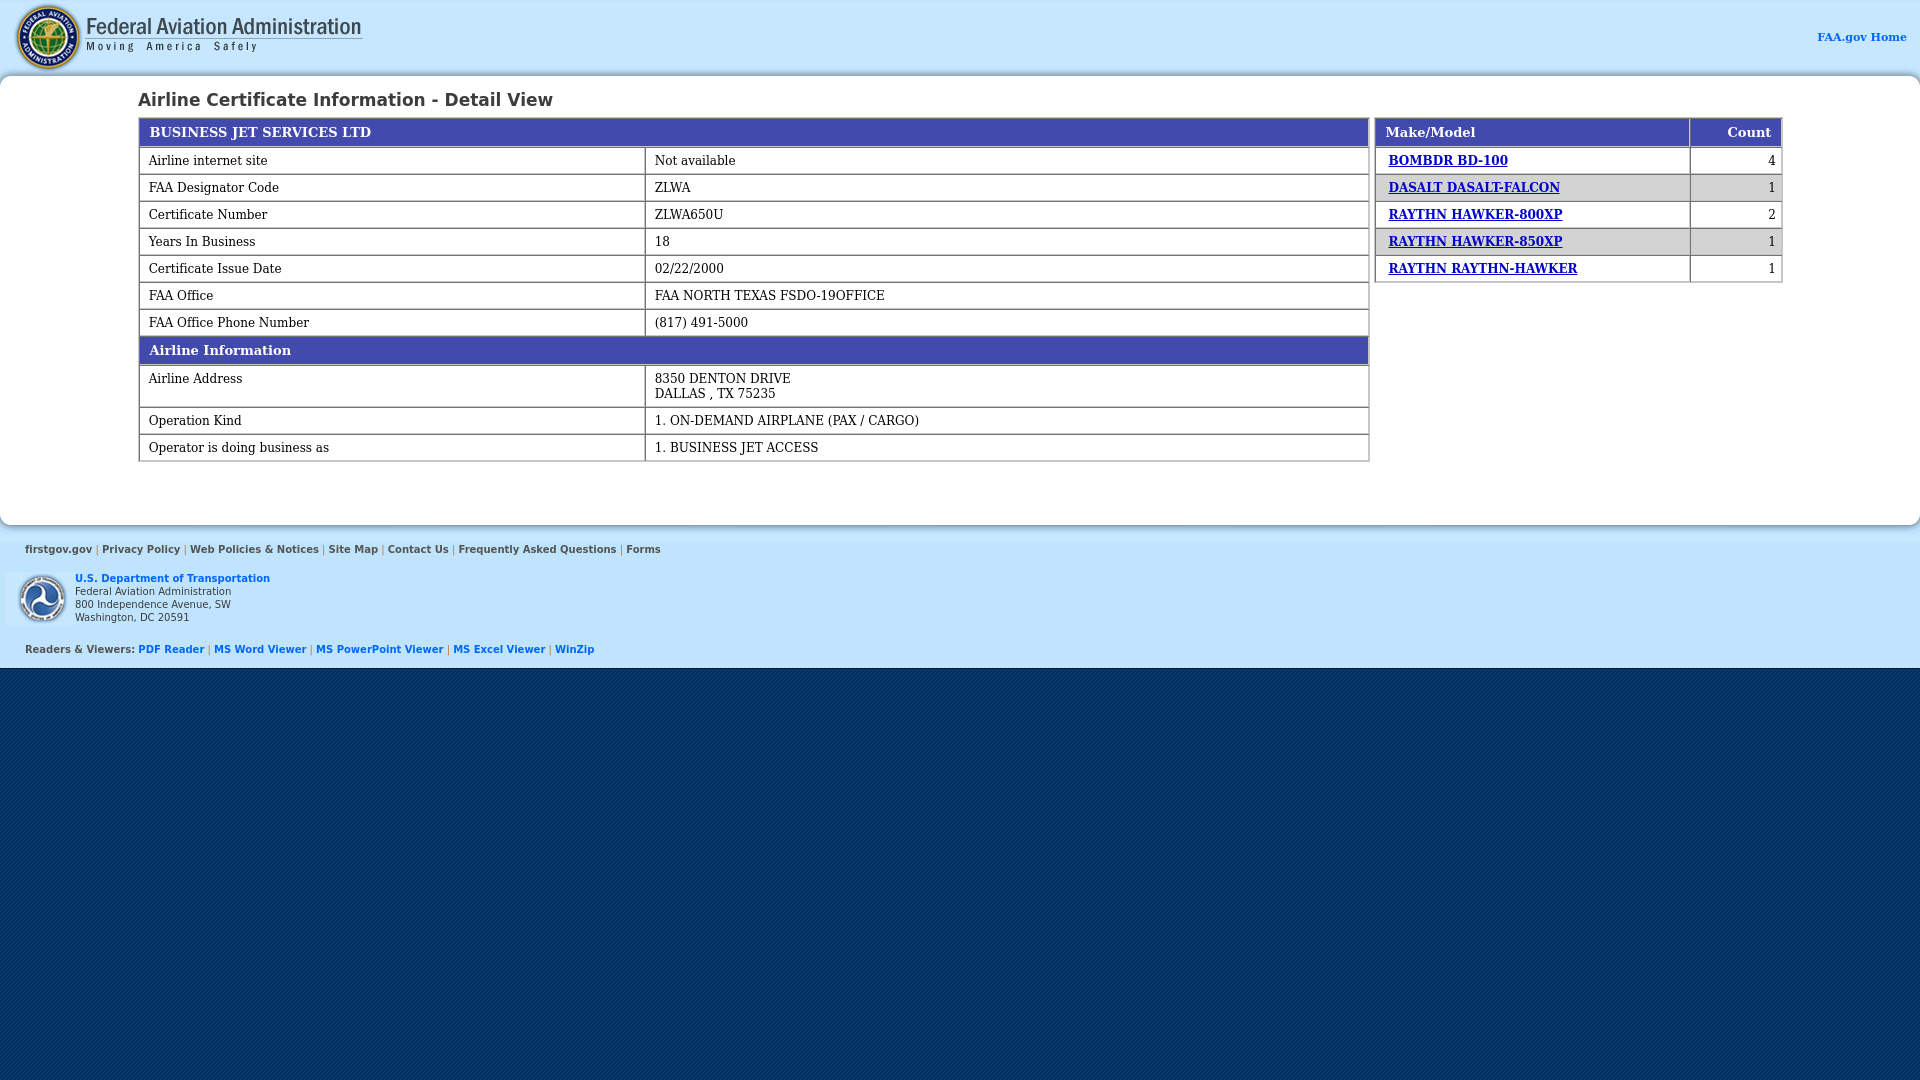 Federal Aviation Administration
Moving America Safely
FAA.gov Home
Airline Certificate Information - Detail View
BUSINESS JET SERVICES LTD
Airline internet site Not available
FAA Designator Code ZLWA
Certificate Number ZLWA650U
Years In Business 18
Certificate Issue Date 02/22/2000
FAA Office FAA NORTH TEXAS FSDO-19OFFICE
FAA Office Phone Number (817) 491-5000
Airline Information
Airline Address 8350 DENTON DRIVE
DALLAS , TX 75235
Operation Kind 1. ON-DEMAND AIRPLANE (PAX / CARGO)
Operator is doing business as 1. BUSINESS JET ACCESS
Make/Model Count
BOMBDR BD-100 4
DASALT DASALT-FALCON 1
RAYTHN HAWKER-800XP 2
RAYTHN HAWKER-850XP 1
RAYTHN RAYTHN-HAWKER 1
firstgov.gov | Privacy Policy | Web Policies & Notices | Site Map | Contact Us | Frequently Asked Questions | Forms
U.S. Department of Transportation
Federal Aviation Administration
800 Independence Avenue, SW
Washington, DC 20591
Readers & Viewers: PDF Reader | MS Word Viewer | MS PowerPoint Viewer | MS Excel Viewer | WinZip